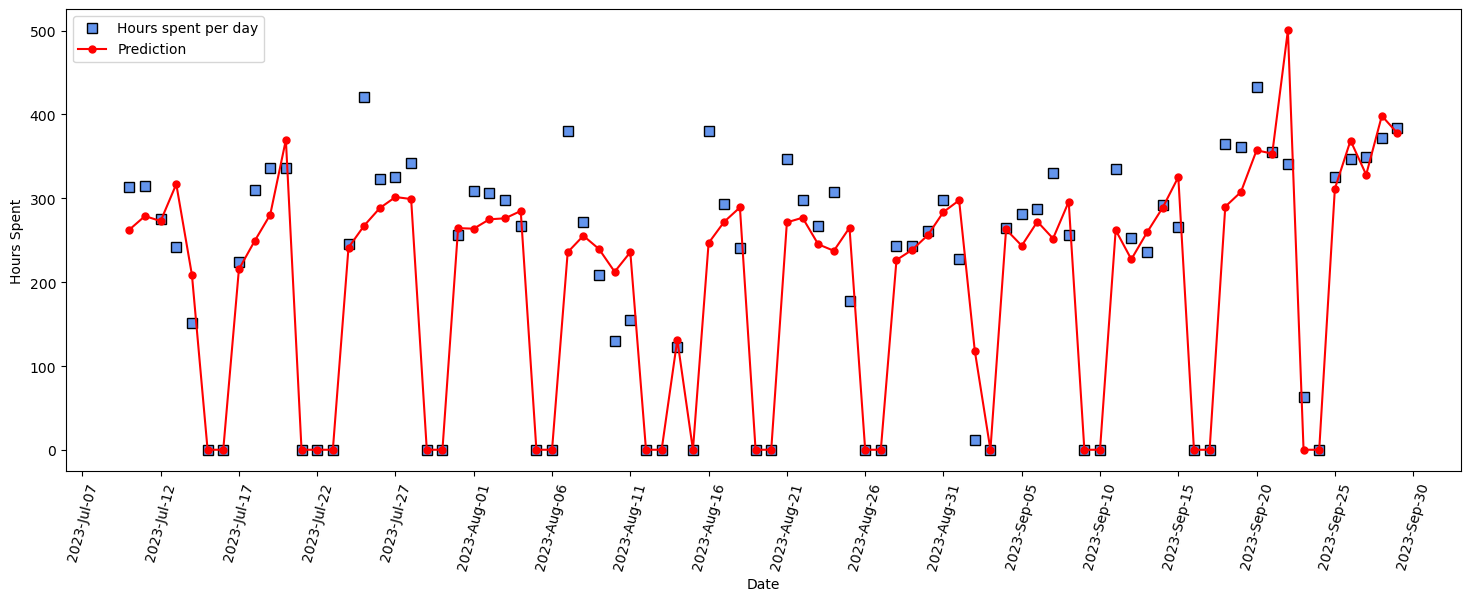 Hours spent per day
Prediction
500
400
300
200
100
0
Hours Spent
2023-Jul-07
2023-Jul-12
2023-Jul-17
2023-Jul-22
2023-Jul-27
2023-Aug-01
2023-Aug-06
2023-Aug-11
2023-Aug-16
2023-Aug-21
2023-Aug-26
2023-Aug-31
2023-Sep-05
2023-Sep-10
2023-Sep-15
2023-Sep-20
2023-Sep-25
2023-Sep-30
Date